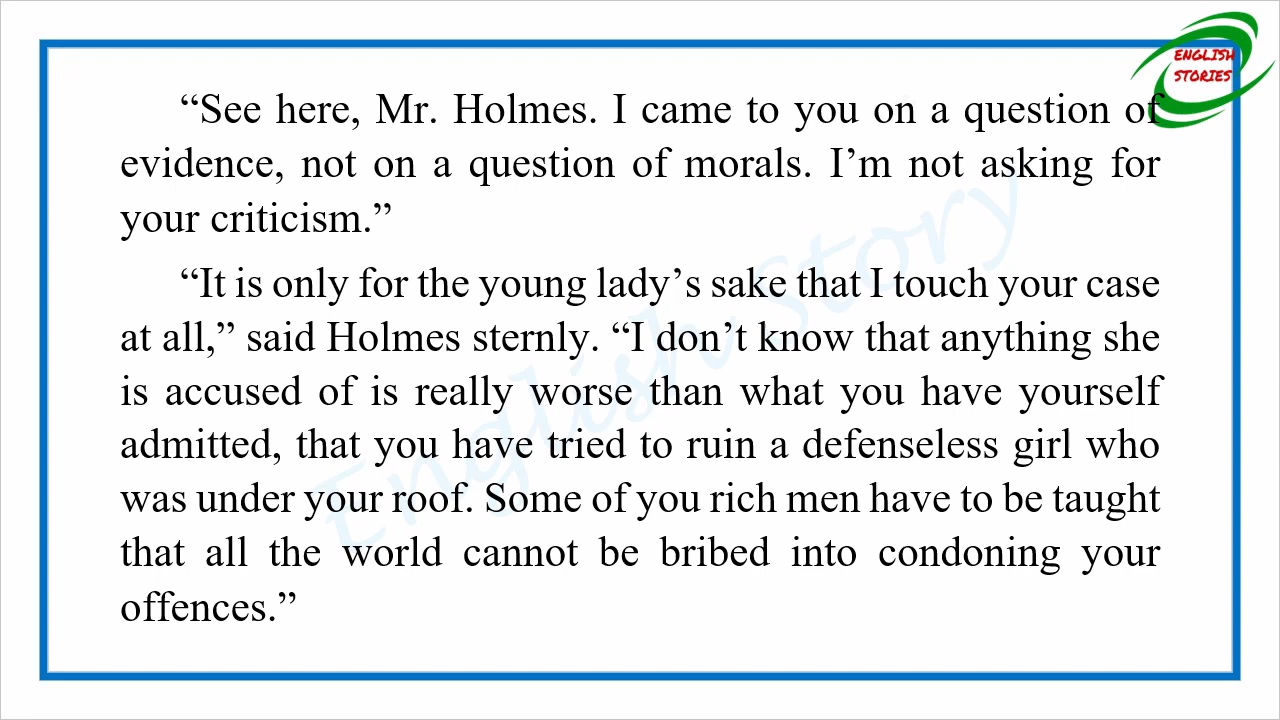 ENGLISH
STORIES
“See here, Mr. Holmes. I came to you on a question of
evidence, not on a question of morals. I’m not asking for
your criticism.”
“It is only for the young lady’s sake that I touch your case
at all,” said Holmes sternly. “I don’t know that anything she
is accused of is really worse than what you have yourself
admitted, that you have tried to ruin a defenseless girl who
was under your roof. Some of you rich men have to be taught
that all the world cannot be bribed into condoning your
offences.”
English Story